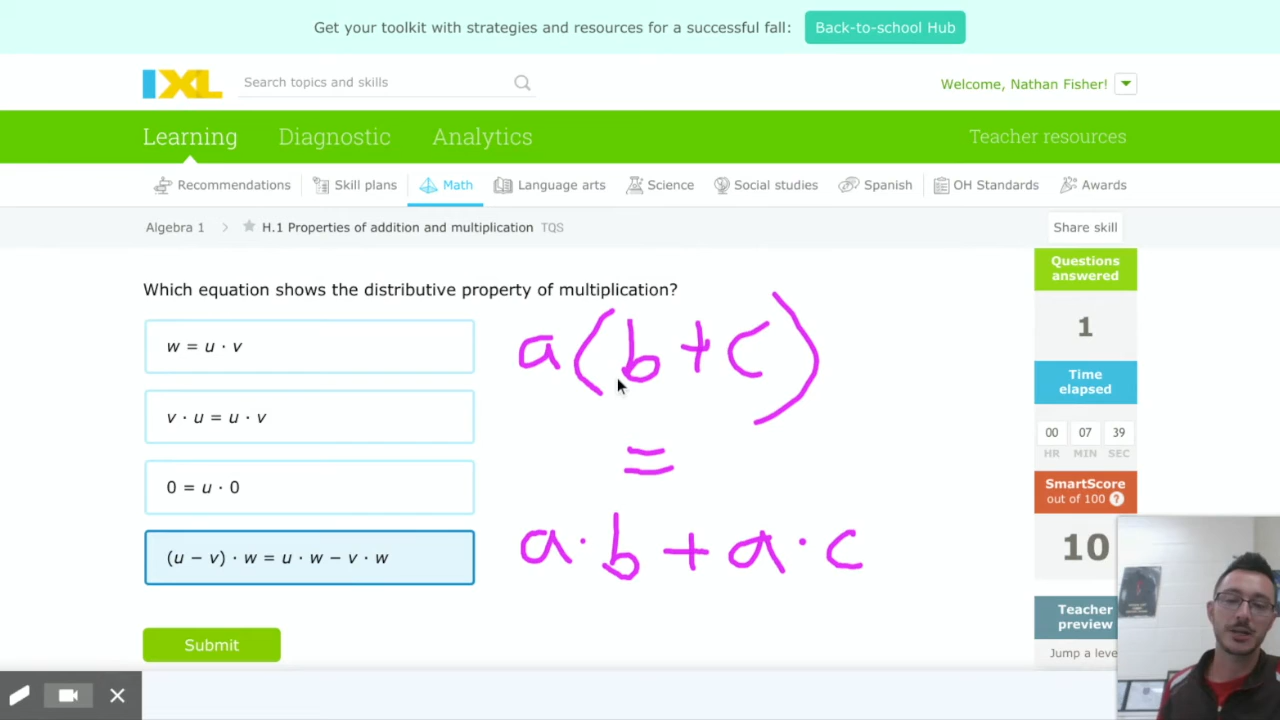 Get your toolkit with strategies and resources for a successful fall: Back-to-school Hub
IXL Search topics and skills Welcome, Nathan Fisher!
Learning Diagnostic Analytics Teacher resources
Recommendations Skill plans Math Language arts Science Social studies Spanish OH Standards Awards
Algebra 1 > H.1 Properties of addition and multiplication TQS Share skill
Which equation shows the distributive property of multiplication?
w = u · v
v · u = u · v
0 = u · 0
(u − v) · w = u · w − v · w
Submit
a(b+c)
=
a·b+a·c
Questions
answered
1
Time
elapsed
00 07 39
HR MIN SEC
SmartScore
out of 100 ?
10
Teacher
preview
Jump a leve